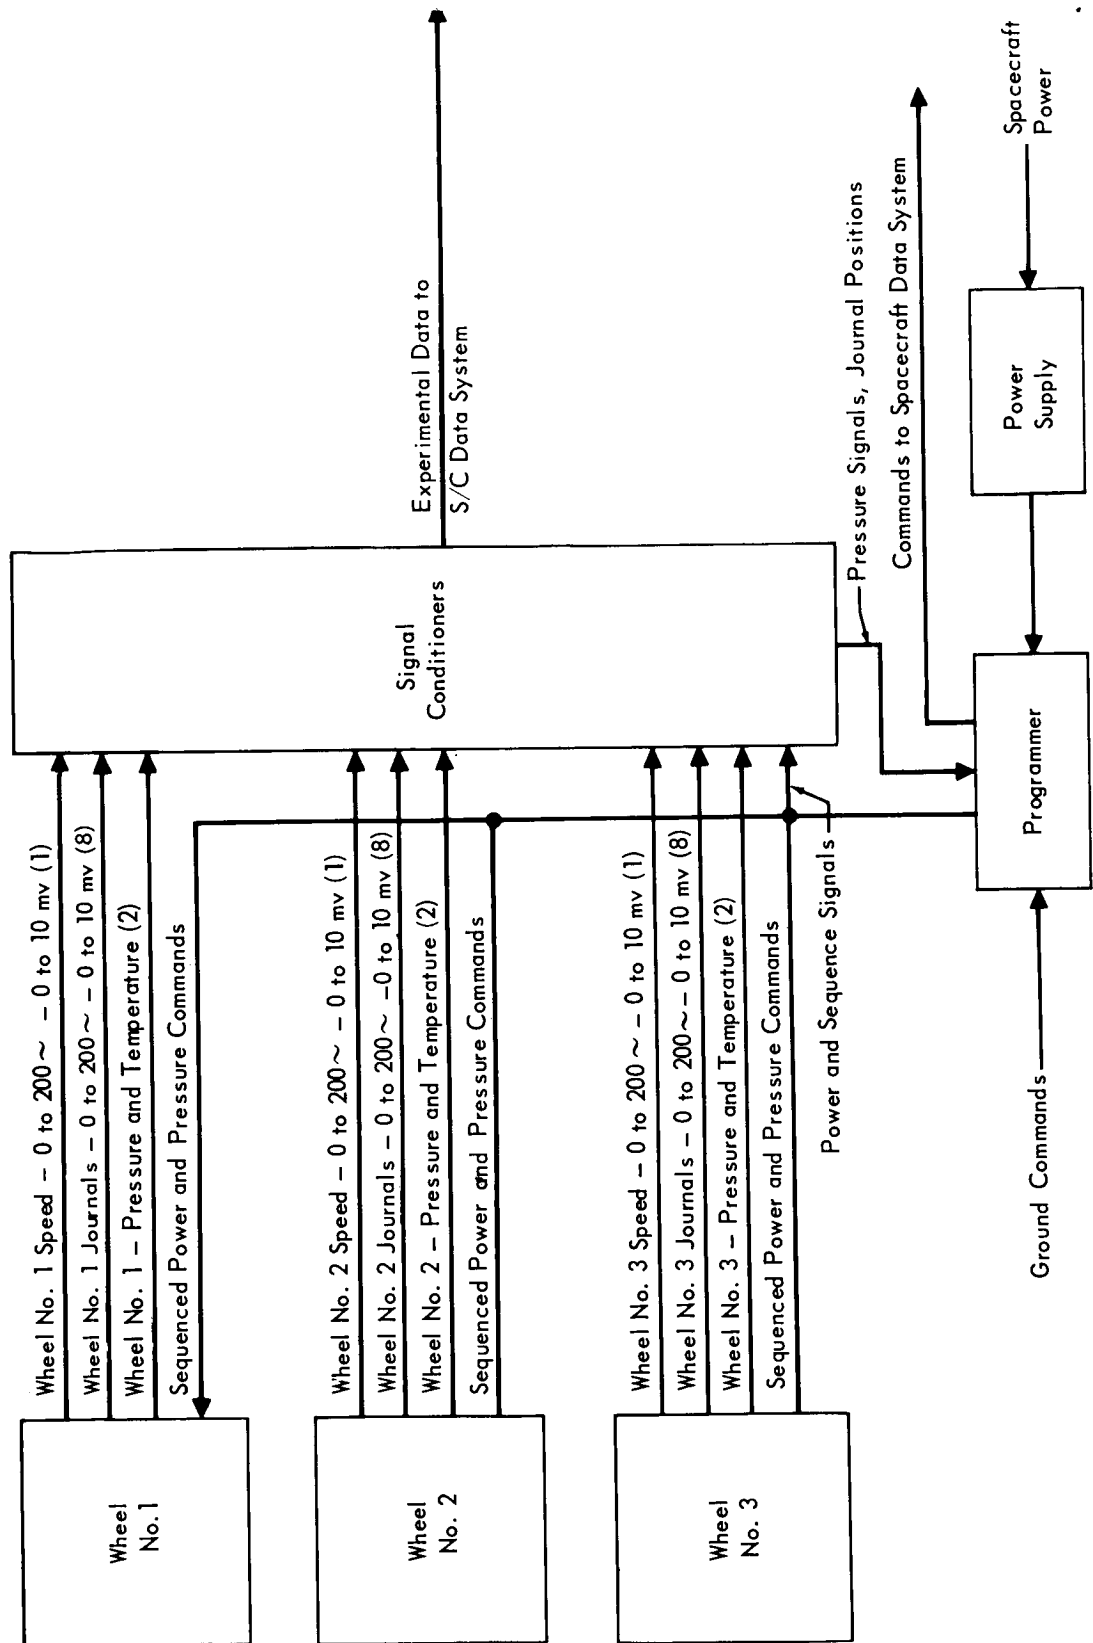 Wheel
No. 1
Wheel No. 1 Speed – 0 to 200~ – 0 to 10 mv (1)
Wheel No. 1 Journals – 0 to 200~ – 0 to 10 mv (8)
Wheel No. 1 – Pressure and Temperature (2)
Sequenced Power and Pressure Commands
Wheel
No. 2
Wheel No. 2 Speed – 0 to 200~ – 0 to 10 mv (1)
Wheel No. 2 Journals – 0 to 200~ –0 to 10 mv (8)
Wheel No. 2 – Pressure and Temperature (2)
Sequenced Power and Pressure Commands
Wheel
No. 3
Wheel No. 3 Speed – 0 to 200~ – 0 to 10 mv (1)
Wheel No. 3 Journals – 0 to 200~ – 0 to 10 mv (8)
Wheel No. 3 – Pressure and Temperature (2)
Sequenced Power and Pressure Commands
Power and Sequence Signals
Signal
Conditioners
Experimental Data to
S/C Data System
Pressure Signals, Journal Positions
Commands to Spacecraft Data System
Ground Commands
Programmer
Power
Supply
Spacecraft
Power